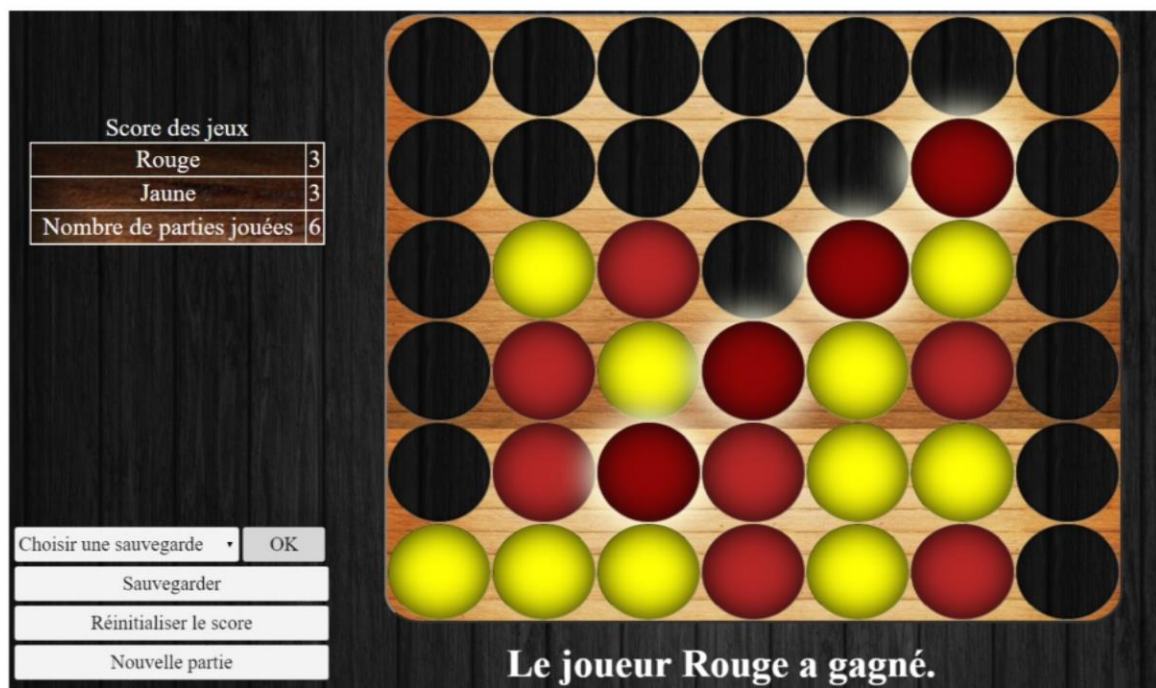 Score des jeux
Rouge 3
Jaune 3
Nombre de parties jouées 6
Choisir une sauvegarde OK
Sauvegarder
Réinitialiser le score
Nouvelle partie
Le joueur Rouge a gagné.